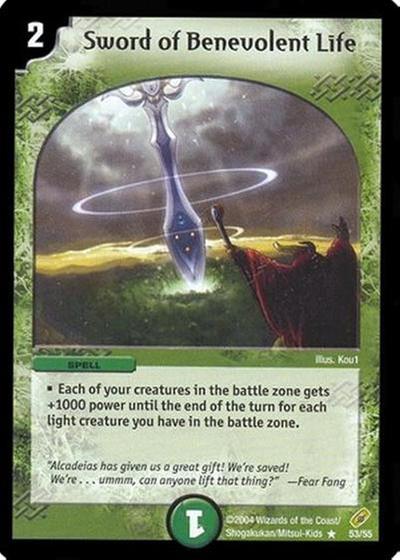 2 Sword of Benevolent Life
illus. Kou1
SPELL
▪ Each of your creatures in the battle zone gets
+1000 power until the end of the turn for each
light creature you have in the battle zone.
"Alcadeias has given us a great gift! We're saved!
We're . . . ummm, can anyone lift that thing?" —Fear Fang
©2004 Wizards of the Coast/
Shogakukan/Mitsui-Kids ★ 53/55